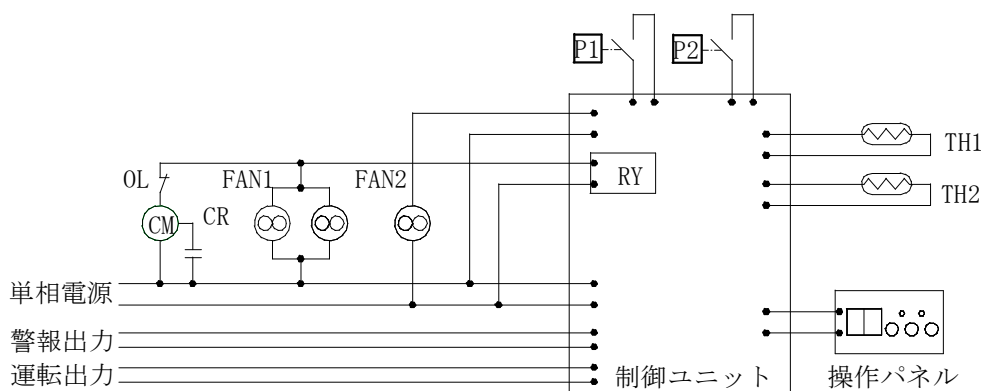 P1
P2
TH1
OL
FAN1
FAN2
RY
TH2
CM
CR
単相電源
警報出力
運転出力
制御ユニット
操作パネル